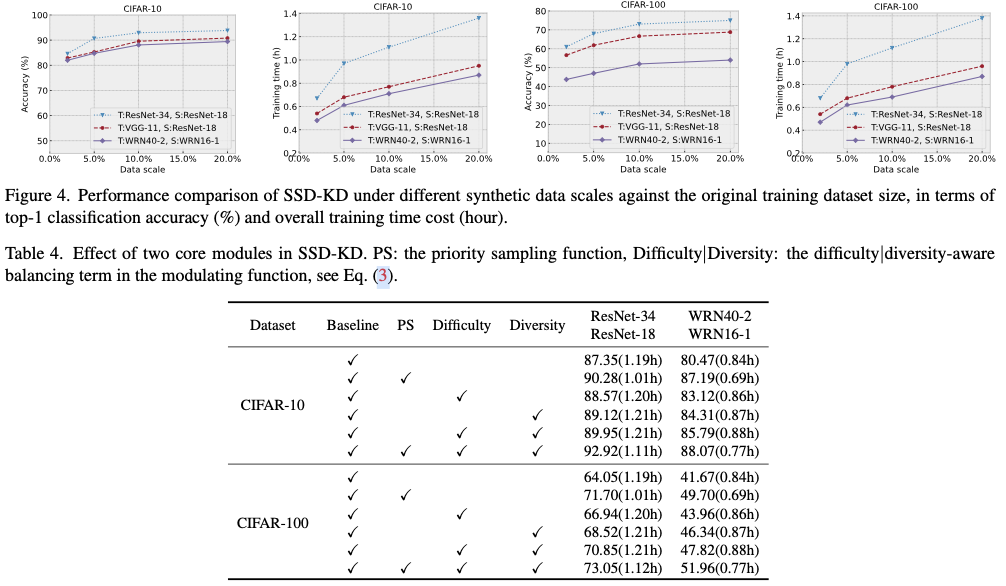 CIFAR-10
100
90
80
70
60
50
Accuracy (%)
0.0% 5.0% 10.0% 15.0% 20.0%
Data scale
T:ResNet-34, S:ResNet-18
T:VGG-11, S:ResNet-18
T:WRN40-2, S:WRN16-1
CIFAR-10
1.4
1.2
1.0
0.8
0.6
0.4
0.2
Training time (h)
0.0% 5.0% 10.0% 15.0% 20.0%
Data scale
T:ResNet-34, S:ResNet-18
T:VGG-11, S:ResNet-18
T:WRN40-2, S:WRN16-1
CIFAR-100
80
70
60
50
40
30
20
10
Accuracy (%)
0.0% 5.0% 10.0% 15.0% 20.0%
Data scale
T:ResNet-34, S:ResNet-18
T:VGG-11, S:ResNet-18
T:WRN40-2, S:WRN16-1
CIFAR-100
1.4
1.2
1.0
0.8
0.6
0.4
0.2
Training time (h)
0.0% 5.0% 10.0% 15.0% 20.0%
Data scale
T:ResNet-34, S:ResNet-18
T:VGG-11, S:ResNet-18
T:WRN40-2, S:WRN16-1
Figure 4. Performance comparison of SSD-KD under different synthetic data scales against the original training dataset size, in terms of
top-1 classification accuracy (%) and overall training time cost (hour).
Table 4. Effect of two core modules in SSD-KD. PS: the priority sampling function, Difficulty|Diversity: the difficulty|diversity-aware
balancing term in the modulating function, see Eq. (3).
Dataset Baseline PS Difficulty Diversity ResNet-34 WRN40-2
ResNet-18 WRN16-1
CIFAR-10
✓ 87.35(1.19h) 80.47(0.84h)
✓ ✓ 90.28(1.01h) 87.19(0.69h)
✓ ✓ 88.57(1.20h) 83.12(0.86h)
✓ ✓ 89.12(1.21h) 84.31(0.87h)
✓ ✓ ✓ 89.95(1.21h) 85.79(0.88h)
✓ ✓ ✓ ✓ 92.92(1.11h) 88.07(0.77h)
CIFAR-100
✓ 64.05(1.19h) 41.67(0.84h)
✓ ✓ 71.70(1.01h) 49.70(0.69h)
✓ ✓ 66.94(1.20h) 43.96(0.86h)
✓ ✓ 68.52(1.21h) 46.34(0.87h)
✓ ✓ ✓ 70.85(1.21h) 47.82(0.88h)
✓ ✓ ✓ ✓ 73.05(1.12h) 51.96(0.77h)